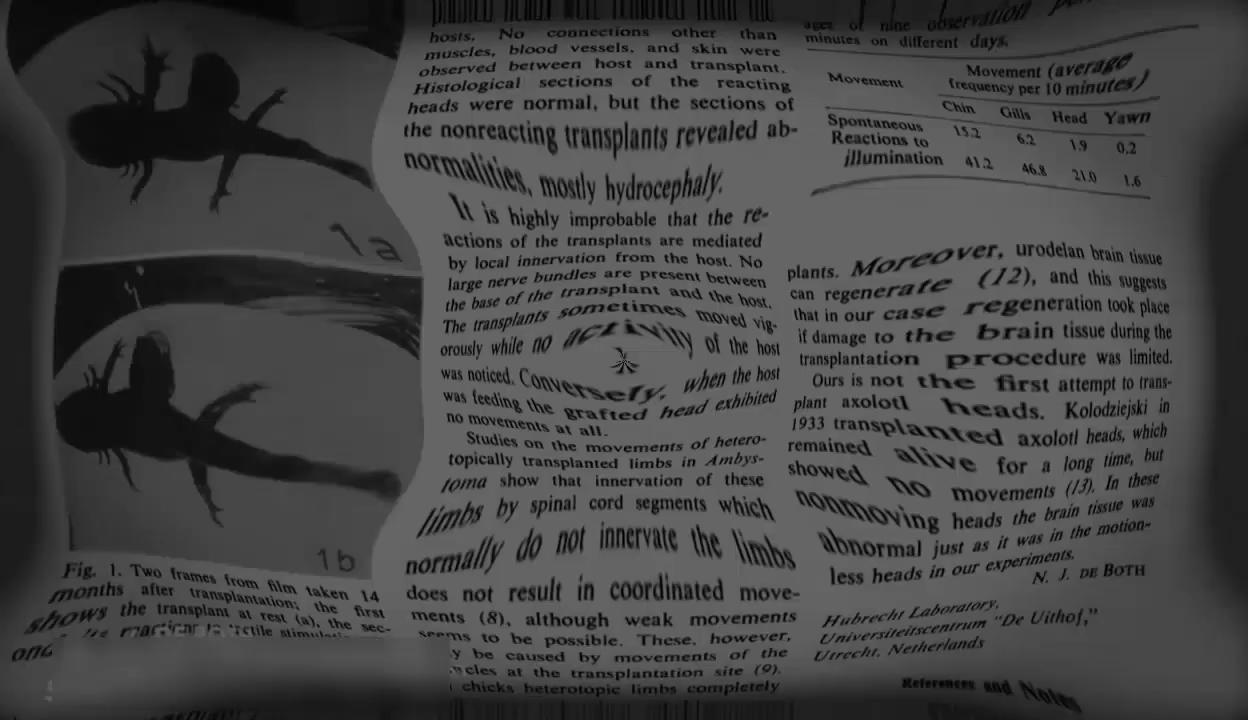 1a
1b
Fig. 1. Two frames from film taken 14
months after transplantation; the first
shows the transplant at rest (a), the sec-
planted heads were removed from the
hosts. No connections other than
muscles, blood vessels, and skin were
observed between host and transplant.
Histological sections of the reacting
heads were normal, but the sections of
the nonreacting transplants revealed ab-
normalities, mostly hydrocephaly.
It is highly improbable that the re-
actions of the transplants are mediated
by local innervation from the host. No
large nerve bundles are present between
the base of the transplant and the host.
The transplants sometimes moved vig-
orously while no activity of the host
was noticed. Conversely, when the host
was feeding the grafted head exhibited
no movements at all.
Studies on the movements of hetero-
topically transplanted limbs in Ambys-
toma show that innervation of these
limbs by spinal cord segments which
normally do not innervate the limbs
does not result in coordinated move-
ments (8), although weak movements
seems to be possible. These, however,
be caused by movements of the
at the transplantation site (9).
chicks heterotopic limbs completely
of nine observation
minutes on different days.
Movement
Movement (average
frequency per 10 minutes)
Chin Gills Head Yawn
Spontaneous 15.2 6.2 1.9 0.2
Reactions to
illumination 41.2 46.8 21.0 1.6
plants. Moreover, urodelan brain tissue
can regenerate (12), and this suggests
that in our case regeneration took place
if damage to the brain tissue during the
transplantation procedure was limited.
Ours is not the first attempt to trans-
plant axolotl heads. Kolodziejski in
1933 transplanted axolotl heads, which
remained alive for a long time, but
showed no movements (13). In these
nonmoving heads the brain tissue was
abnormal just as it was in the motion-
less heads in our experiments.
N. J. DE BOTH
Hubrecht Laboratory,
Universiteitscentrum "De Uithof,"
Utrecht, Netherlands
References and Notes